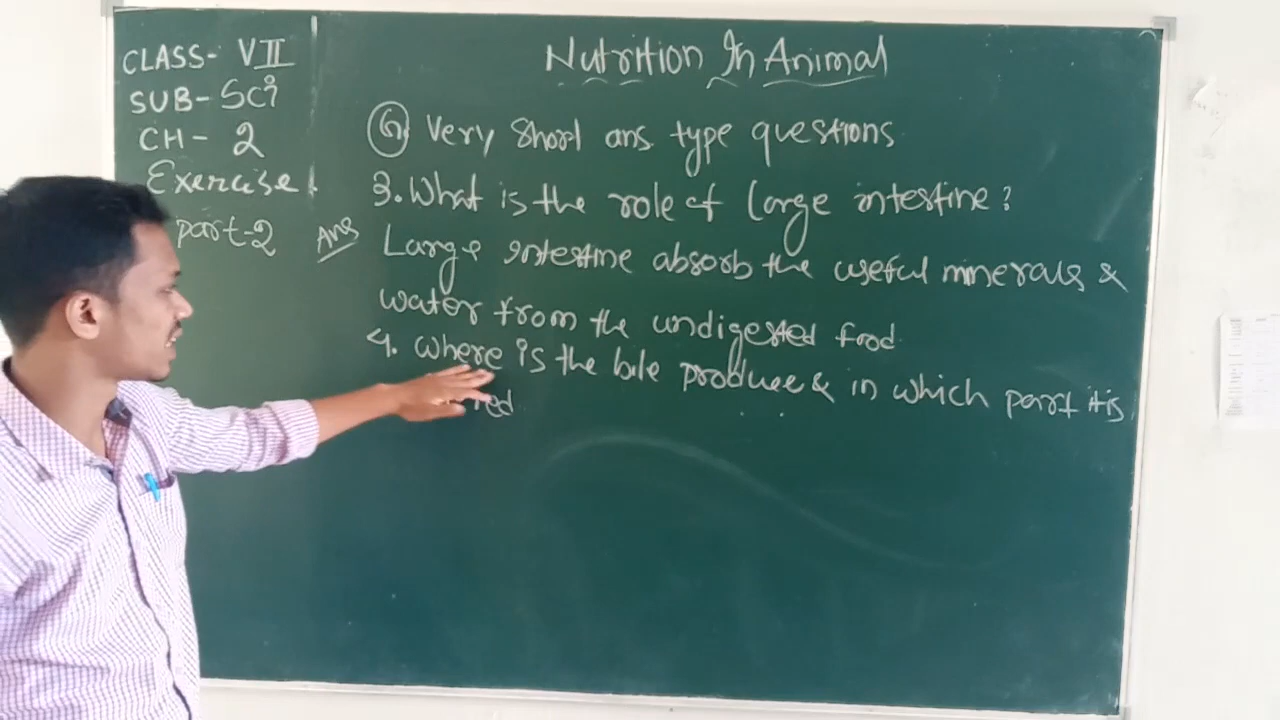 CLASS- VII
SUB- Sci
CH- 2
Exercise
part-2
Nutrition In Animal
G Very Short ans. type questions
3. What is the role of Large intestine?
Ans Large intestine absorb the useful minerals &
water from the undigested food
4. where is the bile produce & in which part it is